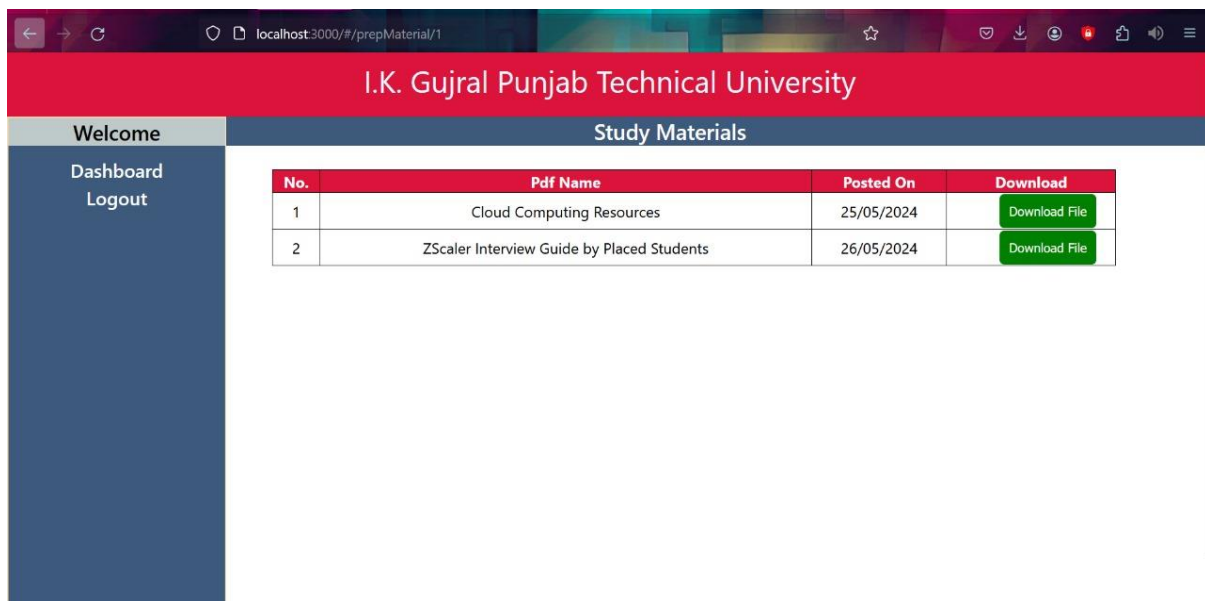 localhost:3000/#/prepMaterial/1
I.K. Gujral Punjab Technical University
Welcome
Study Materials
Dashboard
Logout
No. Pdf Name Posted On Download
1 Cloud Computing Resources 25/05/2024 Download File
2 ZScaler Interview Guide by Placed Students 26/05/2024 Download File